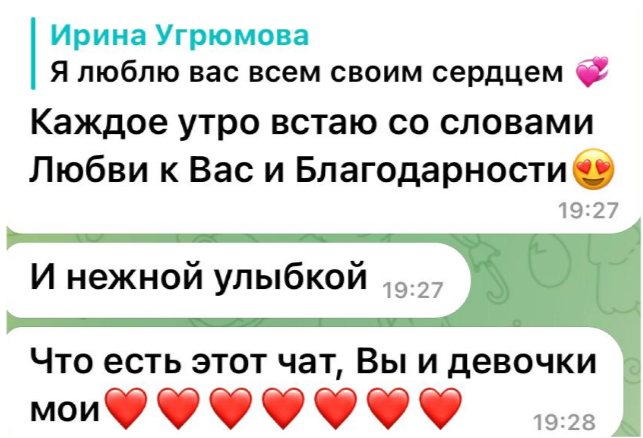 Ирина Угрюмова
Я люблю вас всем своим сердцем 💞
Каждое утро встаю со словами
Любви к Вас и Благодарности😍
19:27
И нежной улыбкой 19:27
Что есть этот чат, Вы и девочки
мои❤️❤️❤️❤️❤️❤️❤️ 19:28